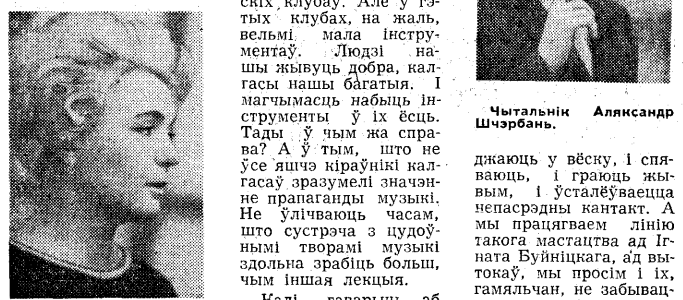 скіх клубаў. Але ў гэ-
тых клубах, на жаль,
вельмі мала інстру-
ментаў. Людзі на-
шы жывуць добра, кал-
гасы нашы багатыя. І
магчымасць набыць ін-
струменты ў іх ёсць.
Тады ў чым жа спра-
ва? А ў тым, што не
ўсе яшчэ кіраўнікі кал-
гасаў зразумелі значэн-
не прапаганды музыкі.
Не ўлічваюць часам,
што сустрэча з цудоў-
нымі творамі музыкі
здольна зрабіць больш,
чым іншая лекцыя.
Калі гаварыць аб
Чытальнік Аляксандр
Шчэрбань.
джаюць у вёску, і спя-
ваюць, і граюць жы-
вым, і ўсталёўваецца
непасрэдны кантакт. А
мы працягваем лінію
такога мастацтва ад Іг-
ната Буйніцкага, ад вы-
токаў, мы просім і іх,
гамяльчан, не забывац-